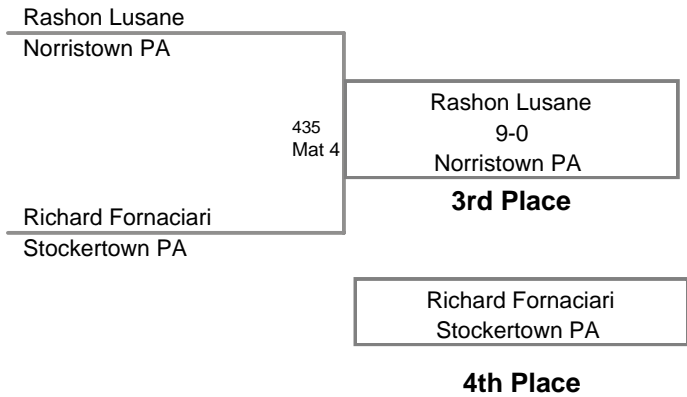 Rashon Lusane
Norristown PA
435
Mat 4
Rashon Lusane
9-0
Norristown PA
3rd Place
Richard Fornaciari
Stockertown PA
Richard Fornaciari
Stockertown PA
4th Place